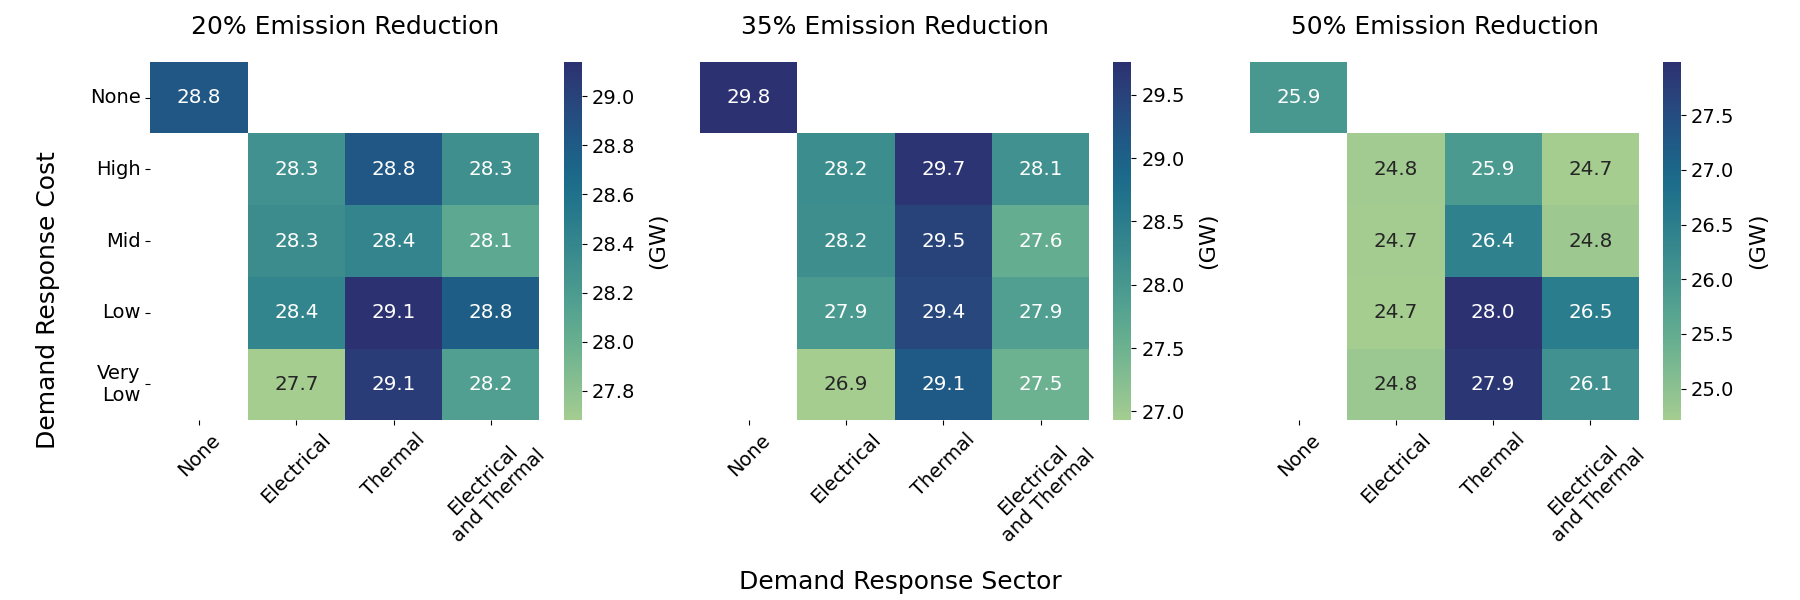 20% Emission Reduction
35% Emission Reduction
50% Emission Reduction
Demand Response Cost
None
High
Mid
Low
Very
Low
28.8
28.3 28.8 28.3
28.3 28.4 28.1
28.4 29.1 28.8
27.7 29.1 28.2
29.0
28.8
28.6
28.4
28.2
28.0
27.8
(GW)
None
Electrical
Thermal
Electrical
and Thermal
29.8
28.2 29.7 28.1
28.2 29.5 27.6
27.9 29.4 27.9
26.9 29.1 27.5
29.5
29.0
28.5
28.0
27.5
27.0
(GW)
None
Electrical
Thermal
Electrical
and Thermal
25.9
24.8 25.9 24.7
24.7 26.4 24.8
24.7 28.0 26.5
24.8 27.9 26.1
27.5
27.0
26.5
26.0
25.5
25.0
(GW)
None
Electrical
Thermal
Electrical
and Thermal
Demand Response Sector